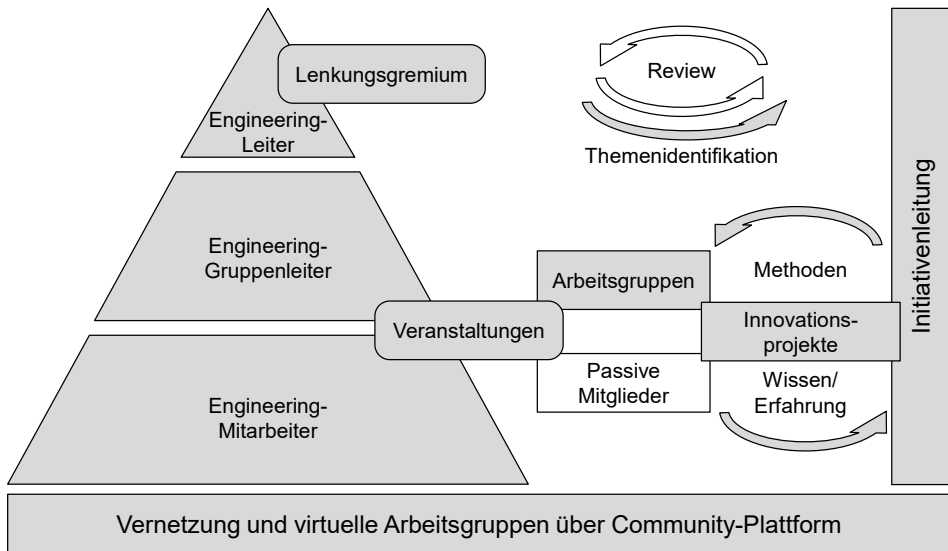 Lenkungsgremium
Engineering-
Leiter
Review
Themenidentifikation
Engineering-
Gruppenleiter
Arbeitsgruppen
Methoden
Veranstaltungen
Innovations-
projekte
Passive
Mitglieder
Wissen/
Erfahrung
Engineering-
Mitarbeiter
Initiativenleitung
Vernetzung und virtuelle Arbeitsgruppen über Community-Plattform